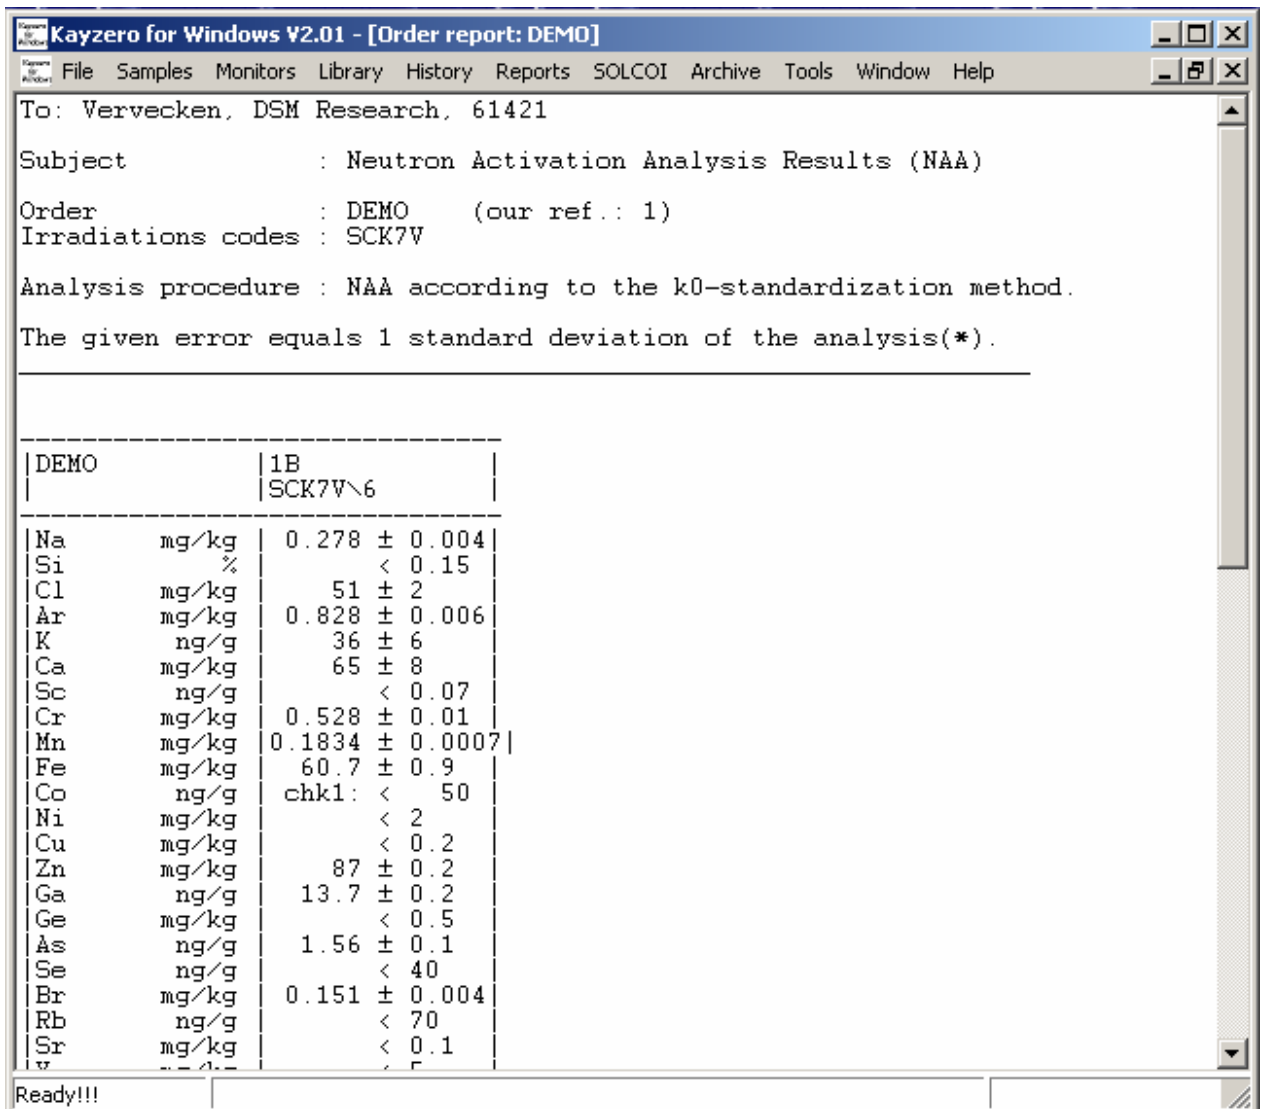 Kayzero for Windows V2.01 - [Order report: DEMO]
File Samples Monitors Library History Reports SOLCOI Archive Tools Window Help
To: Vervecken, DSM Research, 61421
Subject : Neutron Activation Analysis Results (NAA)
Order : DEMO (our ref.: 1)
Irradiations codes : SCK7V
Analysis procedure : NAA according to the k0-standardization method.
The given error equals 1 standard deviation of the analysis(*).
|DEMO |1B |
| |SCK7V\6 |
|Na mg/kg | 0.278 ± 0.004|
|Si % | < 0.15 |
|Cl mg/kg | 51 ± 2 |
|Ar mg/kg | 0.828 ± 0.006|
|K ng/g | 36 ± 6 |
|Ca mg/kg | 65 ± 8 |
|Sc ng/g | < 0.07 |
|Cr mg/kg | 0.528 ± 0.01 |
|Mn mg/kg |0.1834 ± 0.0007|
|Fe mg/kg | 60.7 ± 0.9 |
|Co ng/g | chk1: < 50 |
|Ni mg/kg | < 2 |
|Cu mg/kg | < 0.2 |
|Zn mg/kg | 87 ± 0.2 |
|Ga ng/g | 13.7 ± 0.2 |
|Ge mg/kg | < 0.5 |
|As ng/g | 1.56 ± 0.1 |
|Se ng/g | < 40 |
|Br mg/kg | 0.151 ± 0.004|
|Rb ng/g | < 70 |
|Sr mg/kg | < 0.1 |
Ready!!!